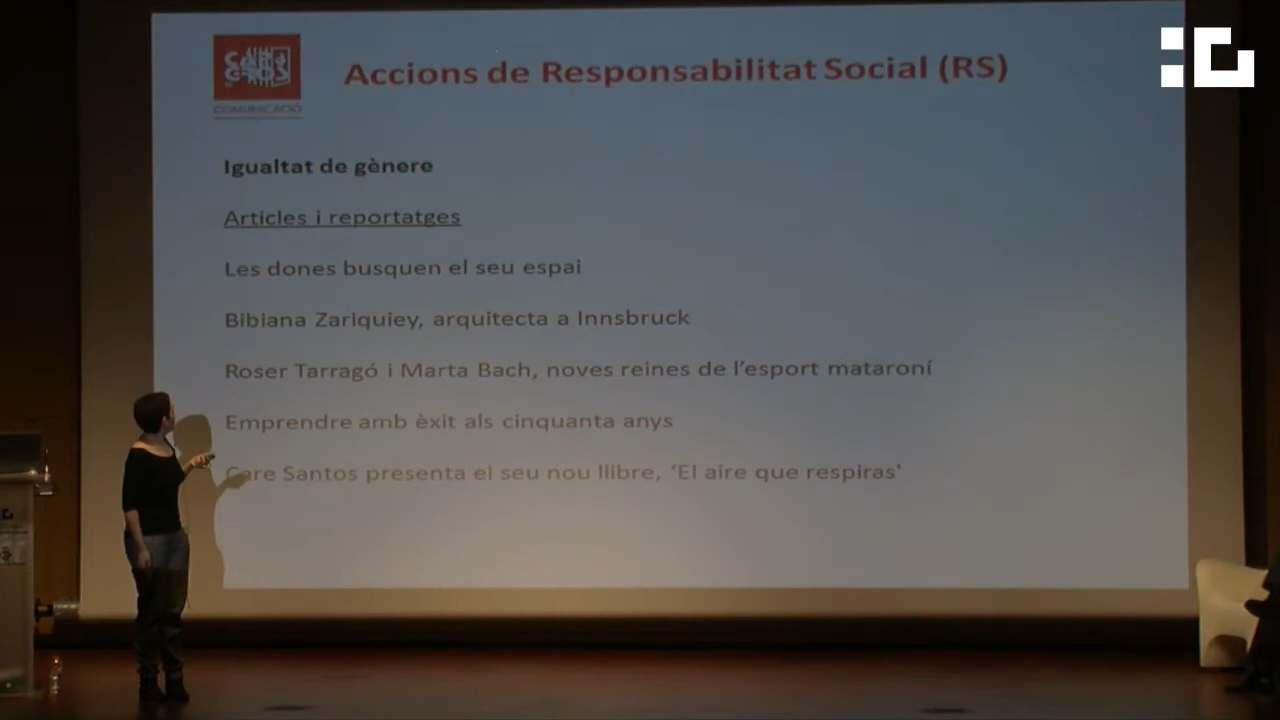 COMUNICACIÓ
Accions de Responsabilitat Social (RS)
Igualtat de gènere
Articles i reportatges
Les dones busquen el seu espai
Bibiana Zariquiey, arquitecta a Innsbruck
Roser Tarragó i Marta Bach, noves reines de l'esport mataroní
Emprendre amb èxit als cinquanta anys
Care Santos presenta el seu nou llibre, 'El aire que respiras'